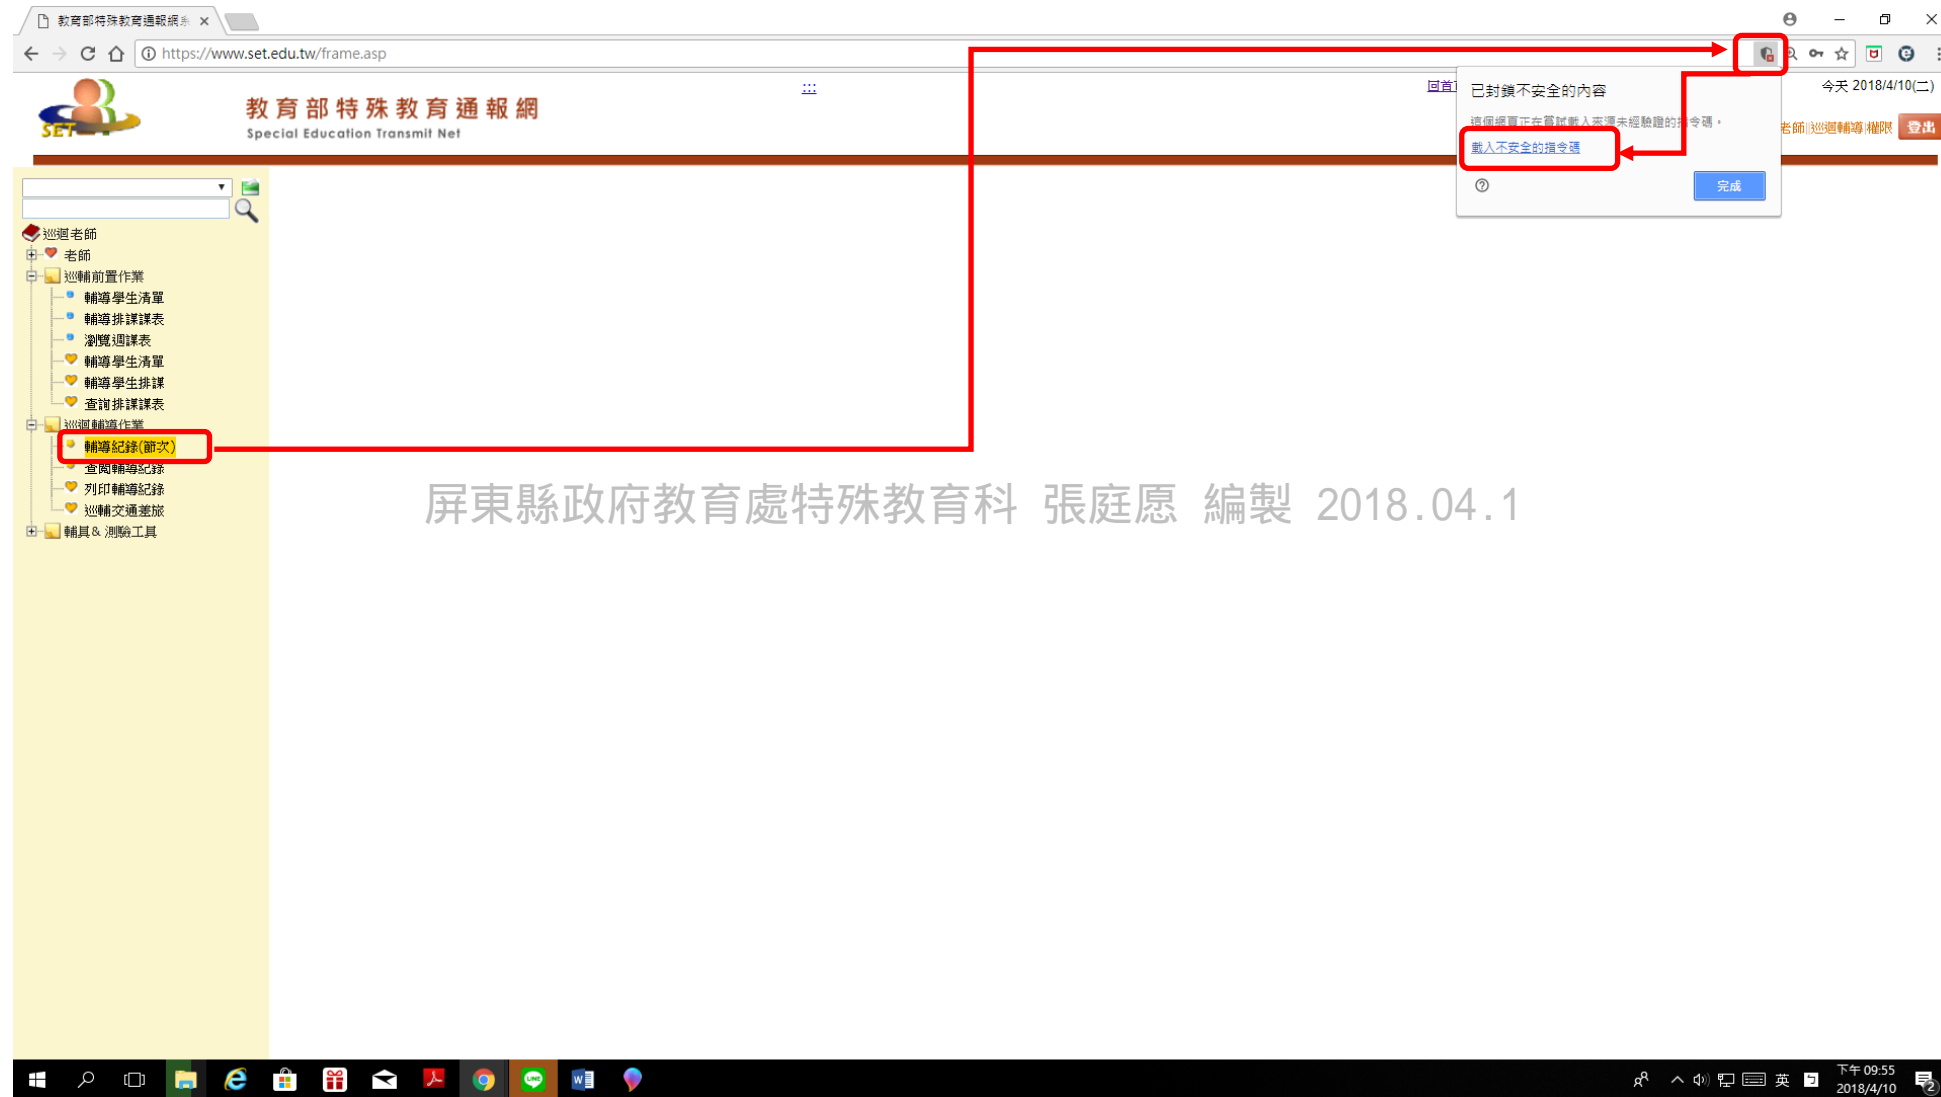 教育部特殊教育通報網系
https://www.set.edu.tw/frame.asp
SET
教育部特殊教育通報網
Special Education Transmit Net
:::
回首
今天 2018/4/10(二)
老師|巡迴輔導|權限
登出
已封鎖不安全的內容
這個網頁正在嘗試載入來源未經驗證的指令碼。
載入不安全的指令碼
完成
巡迴老師
老師
巡輔前置作業
輔導學生清單
輔導排課課表
瀏覽週課表
輔導學生清單
輔導學生排課
查詢排課課表
巡迴輔導作業
輔導紀錄(節次)
查閱輔導紀錄
列印輔導紀錄
巡輔交通差旅
輔具& 測驗工具
屏東縣政府教育處特殊教育科 張庭愿 編製 2018.04.1
英
下午 09:55
2018/4/10
2